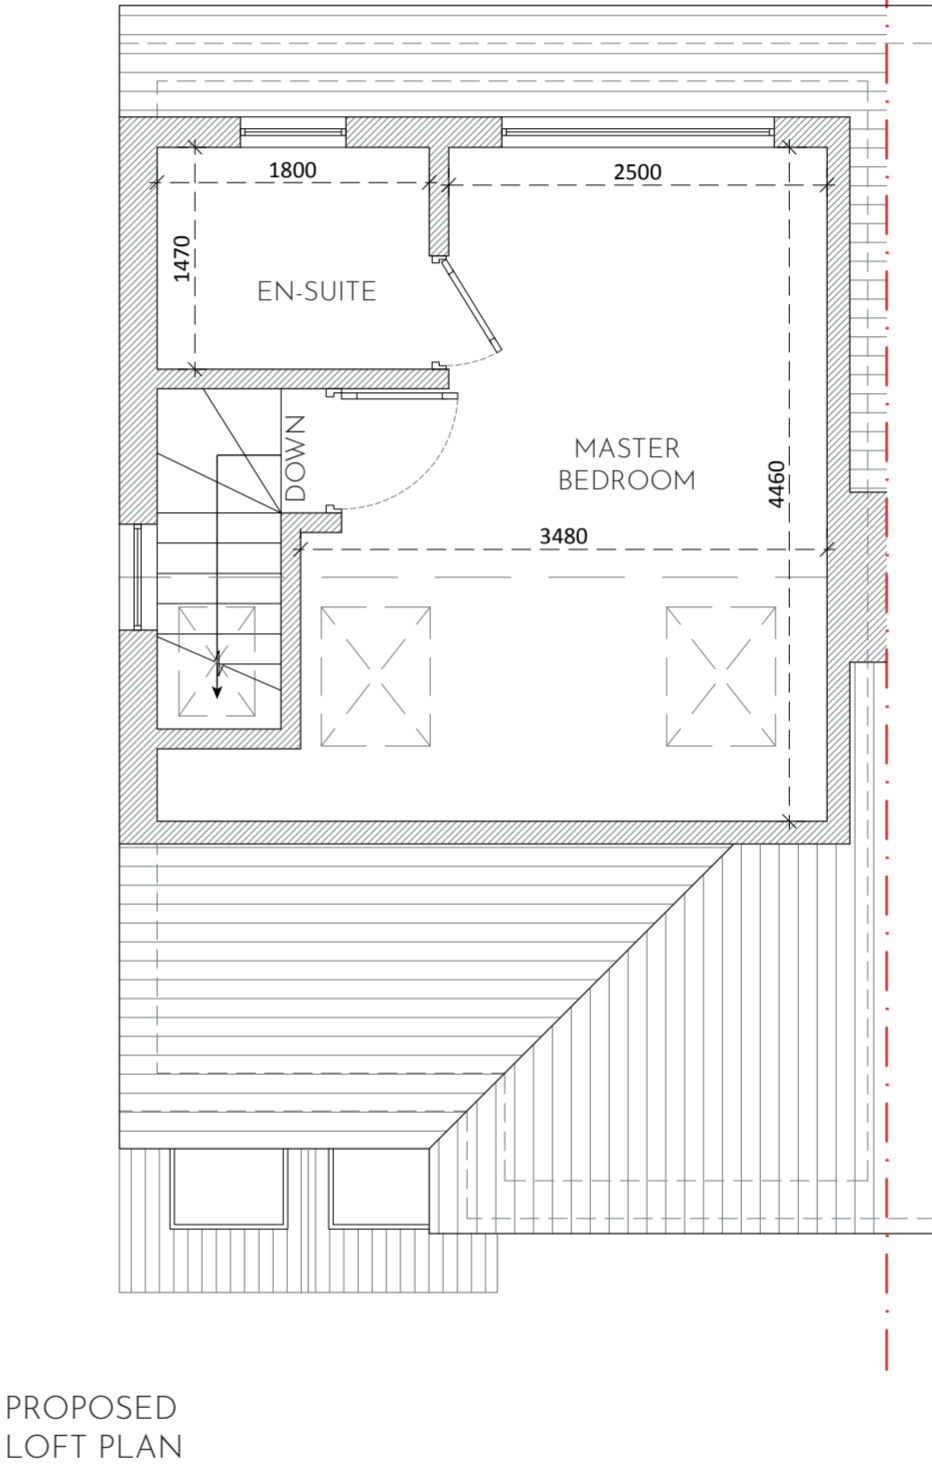 1800
2500
1470
EN-SUITE
DOWN
MASTER
BEDROOM
4460
3480
PROPOSED
LOFT PLAN